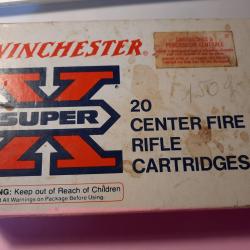 WINCHESTER
X
SUPER
20
CENTER FIRE
RIFLE
CARTRIDGES
NG: Keep out of Reach of Children
All Warnings on Package Before Using.